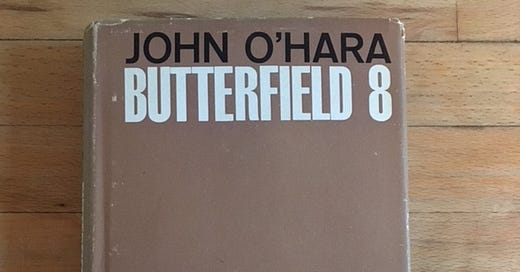 JOHN O'HARA
BUTTERFIELD 8